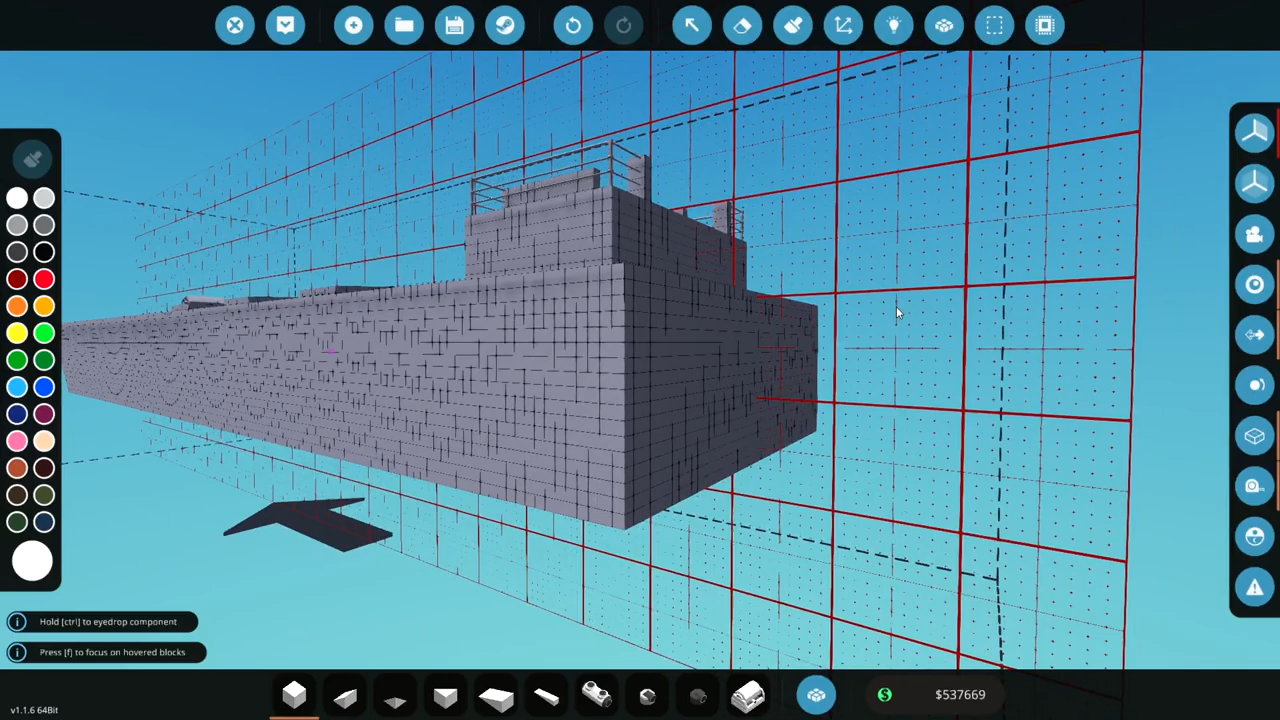 Hold [ctrl] to eyedrop component
Press [f] to focus on hovered blocks
$537669
v1.1.6 64Bit